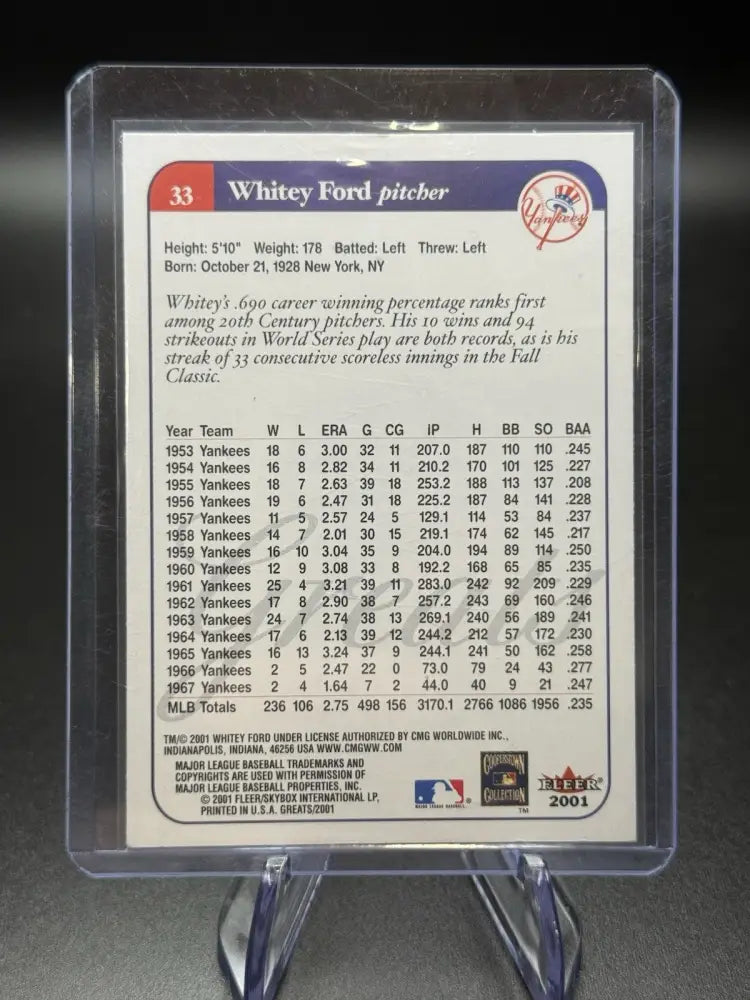 33 Whitey Ford pitcher
Yankees
Height: 5'10" Weight: 178 Batted: Left Threw: Left
Born: October 21, 1928 New York, NY
Whitey's .690 career winning percentage ranks first
among 20th Century pitchers. His 10 wins and 94
strikeouts in World Series play are both records, as is his
streak of 33 consecutive scoreless innings in the Fall
Classic.
Year Team W L ERA G CG iP H BB SO BAA
1953 Yankees 18 6 3.00 32 11 207.0 187 110 110 .245
1954 Yankees 16 8 2.82 34 11 210.2 170 101 125 .227
1955 Yankees 18 7 2.63 39 18 253.2 188 113 137 .208
1956 Yankees 19 6 2.47 31 18 225.2 187 84 141 .228
1957 Yankees 11 5 2.57 24 5 129.1 114 53 84 .237
1958 Yankees 14 7 2.01 30 15 219.1 174 62 145 .217
1959 Yankees 16 10 3.04 35 9 204.0 194 89 114 .250
1960 Yankees 12 9 3.08 33 8 192.2 168 65 85 .235
1961 Yankees 25 4 3.21 39 11 283.0 242 92 209 .229
1962 Yankees 17 8 2.90 38 7 257.2 243 69 160 .246
1963 Yankees 24 7 2.74 38 13 269.1 240 56 189 .241
1964 Yankees 17 6 2.13 39 12 244.2 212 57 172 .230
1965 Yankees 16 13 3.24 37 9 244.1 241 50 162 .258
1966 Yankees 2 5 2.47 22 0 73.0 79 24 43 .277
1967 Yankees 2 4 1.64 7 2 44.0 40 9 21 .247
MLB Totals 236 106 2.75 498 156 3170.1 2766 1086 1956 .235
Greats
TM/© 2001 WHITEY FORD UNDER LICENSE AUTHORIZED BY CMG WORLDWIDE INC.,
INDIANAPOLIS, INDIANA, 46256 USA WWW.CMGWW.COM
MAJOR LEAGUE BASEBALL TRADEMARKS AND
COPYRIGHTS ARE USED WITH PERMISSION OF
MAJOR LEAGUE BASEBALL PROPERTIES, INC.
© 2001 FLEER/SKYBOX INTERNATIONAL LP,
PRINTED IN U.S.A. GREATS/2001
MAJOR LEAGUE BASEBALL
COOPERSTOWN
COLLECTION
TM
FLEER®
2001